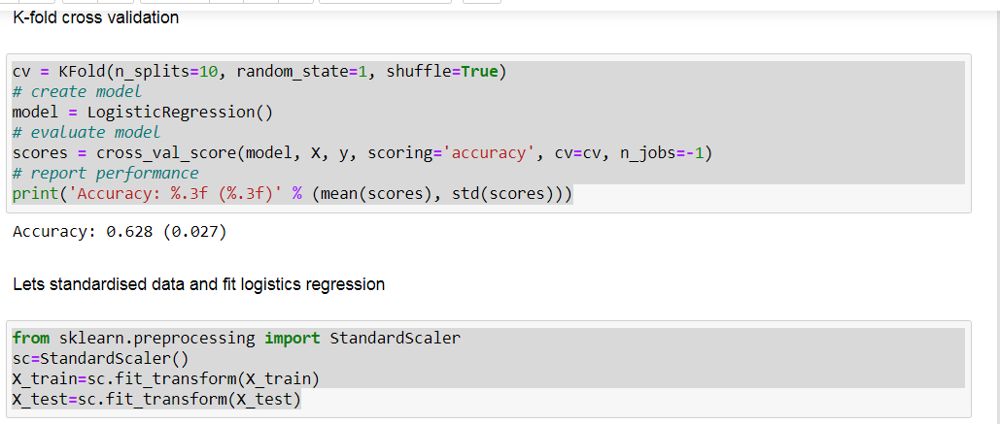 K-fold cross validation
cv = KFold(n_splits=10, random_state=1, shuffle=True)
# create model
model = LogisticRegression()
# evaluate model
scores = cross_val_score(model, X, y, scoring='accuracy', cv=cv, n_jobs=-1)
# report performance
print('Accuracy: %.3f (%.3f)' % (mean(scores), std(scores)))
Accuracy: 0.628 (0.027)
Lets standardised data and fit logistics regression
from sklearn.preprocessing import StandardScaler
sc=StandardScaler()
X_train=sc.fit_transform(X_train)
X_test=sc.fit_transform(X_test)